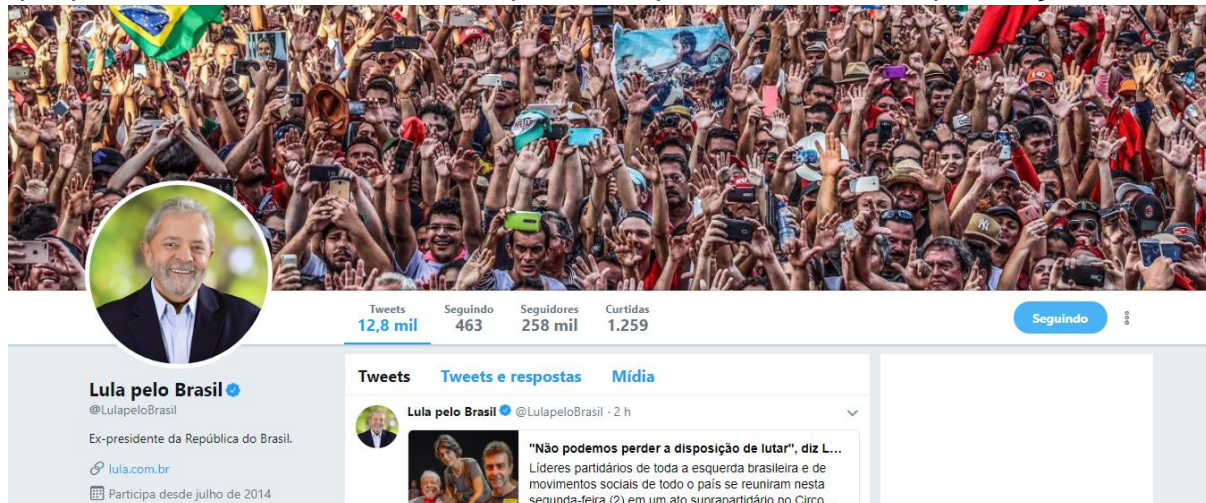 Tweets
12,8 mil
Seguindo
463
Seguidores
258 mil
Curtidas
1.259
Seguindo
Lula pelo Brasil
@LulapeloBrasil
Ex-presidente da República do Brasil.
lula.com.br
Participa desde julho de 2014
Tweets Tweets e respostas Mídia
Lula pelo Brasil @LulapeloBrasil · 2 h
"Não podemos perder a disposição de lutar", diz L...
Líderes partidários de toda a esquerda brasileira e de
movimentos sociais de todo o país se reuniram nesta
segunda-feira (2) em um ato suprapartidário no Circo